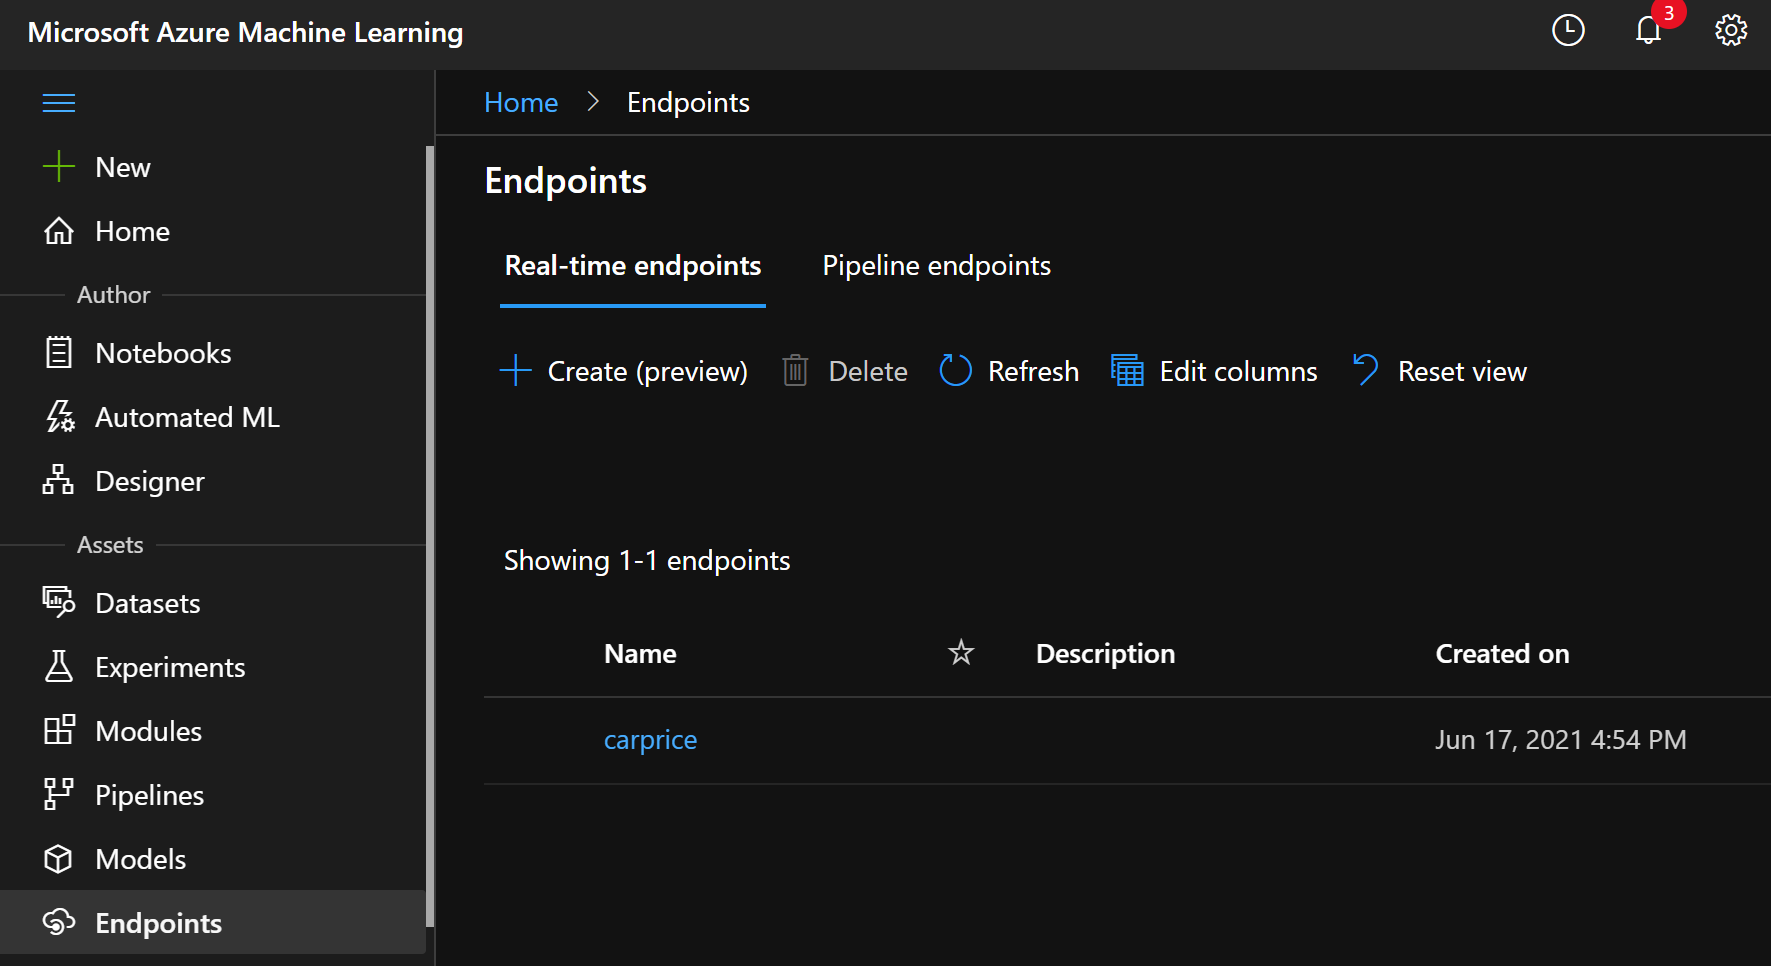 Microsoft Azure Machine Learning
3
New
Home
Author
Notebooks
Automated ML
Designer
Assets
Datasets
Experiments
Modules
Pipelines
Models
Endpoints
Home > Endpoints
Endpoints
Real-time endpoints Pipeline endpoints
Create (preview) Delete Refresh Edit columns Reset view
Showing 1-1 endpoints
Name Description Created on
carprice Jun 17, 2021 4:54 PM